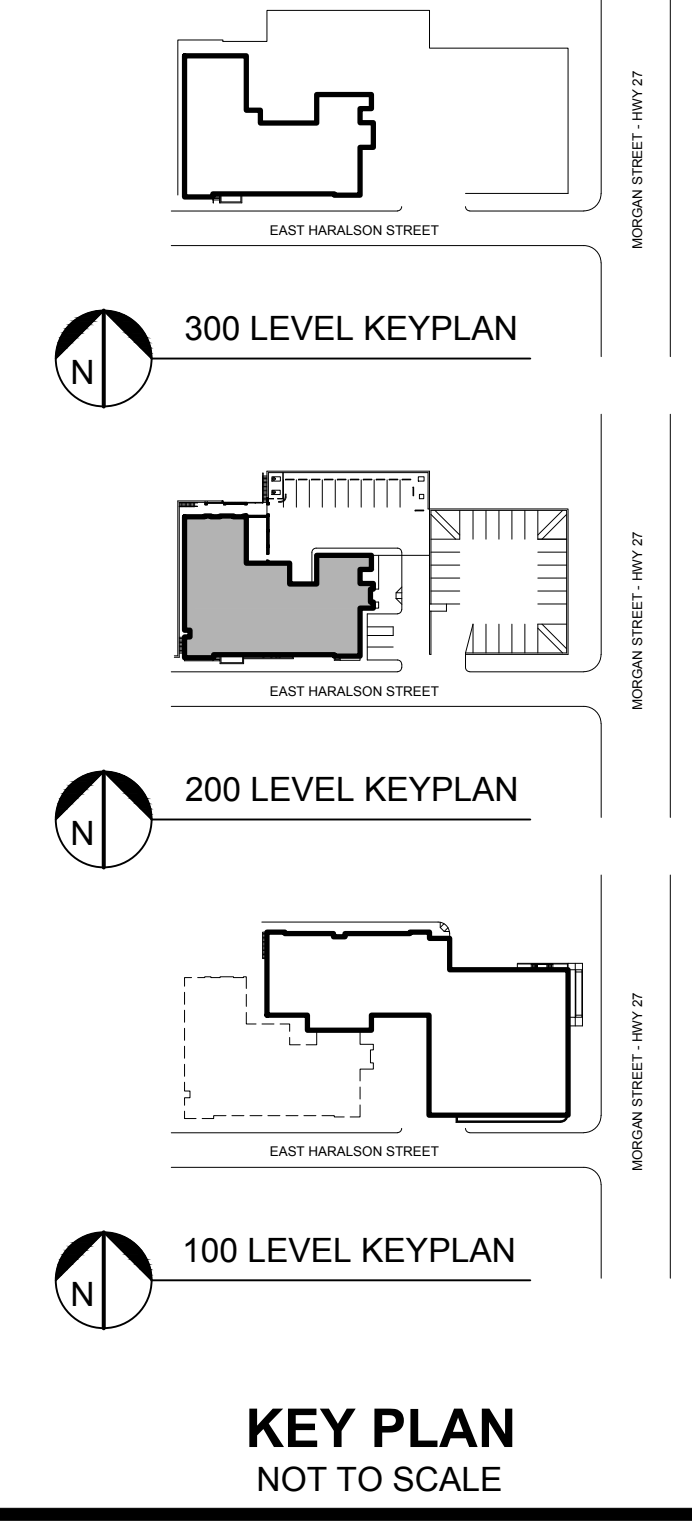 MORGAN STREET - HWY 27
EAST HARALSON STREET
300 LEVEL KEYPLAN
N
MORGAN STREET - HWY 27
EAST HARALSON STREET
200 LEVEL KEYPLAN
N
MORGAN STREET - HWY 27
EAST HARALSON STREET
100 LEVEL KEYPLAN
N
KEY PLAN
NOT TO SCALE